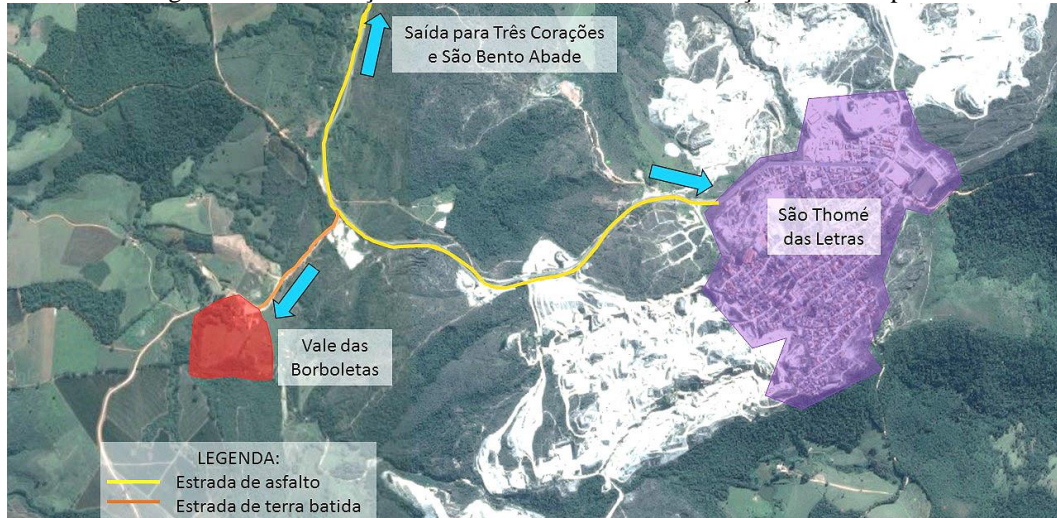 Saída para Três Corações
e São Bento Abade
São Thomé
das Letras
Vale das
Borboletas
LEGENDA:
Estrada de asfalto
Estrada de terra batida